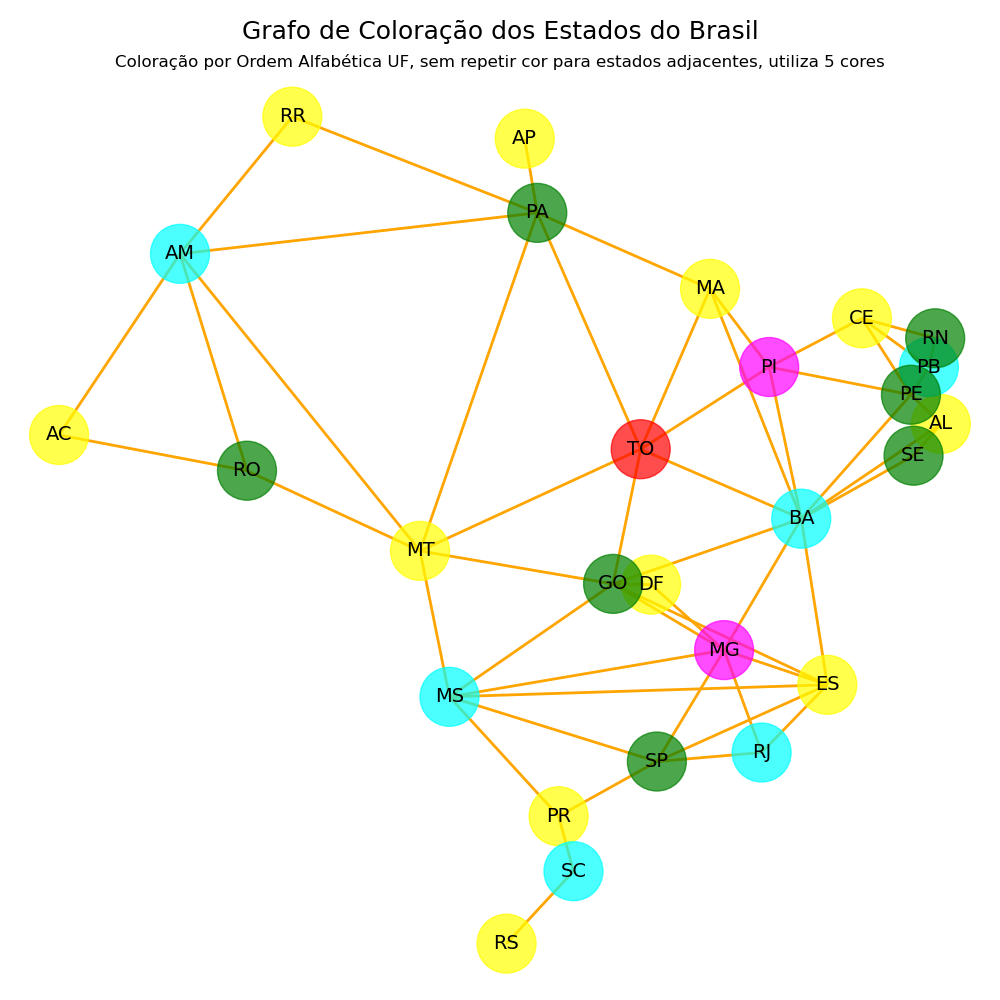 Grafo de Coloração dos Estados do Brasil
Coloração por Ordem Alfabética UF, sem repetir cor para estados adjacentes, utiliza 5 cores
RR
AP
PA
AM
MA
CE
RN
PI
PB
PE
AL
AC
TO
SE
RO
BA
MT
GO
DF
MG
ES
MS
RJ
SP
PR
SC
RS